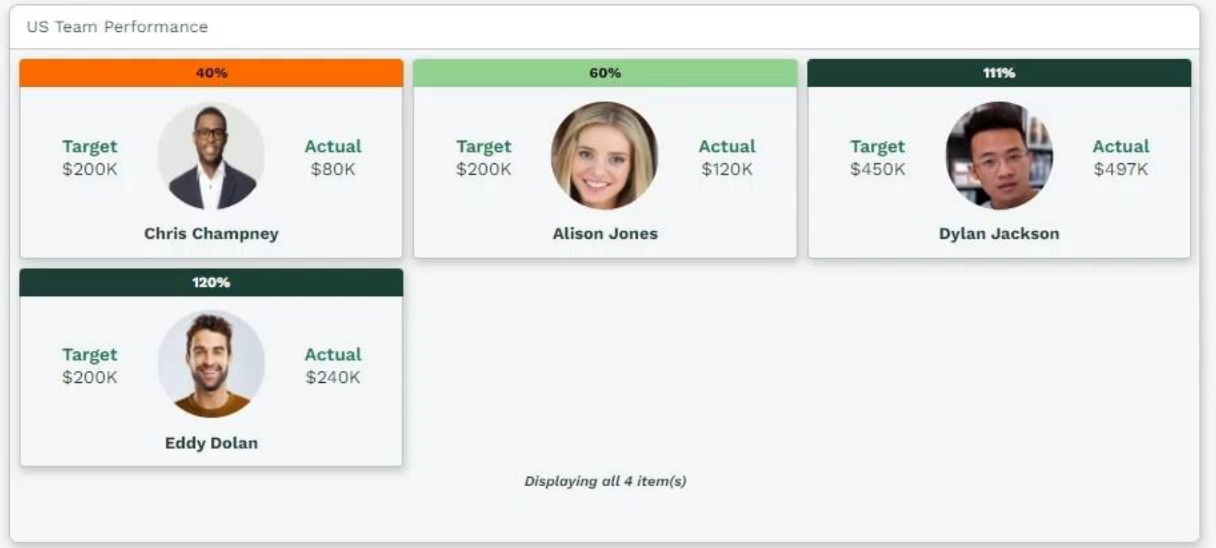 US Team Performance
40%
Target
$200K
Actual
$80K
Chris Champney
60%
Target
$200K
Actual
$120K
Alison Jones
111%
Target
$450K
Actual
$497K
Dylan Jackson
120%
Target
$200K
Actual
$240K
Eddy Dolan
Displaying all 4 item(s)